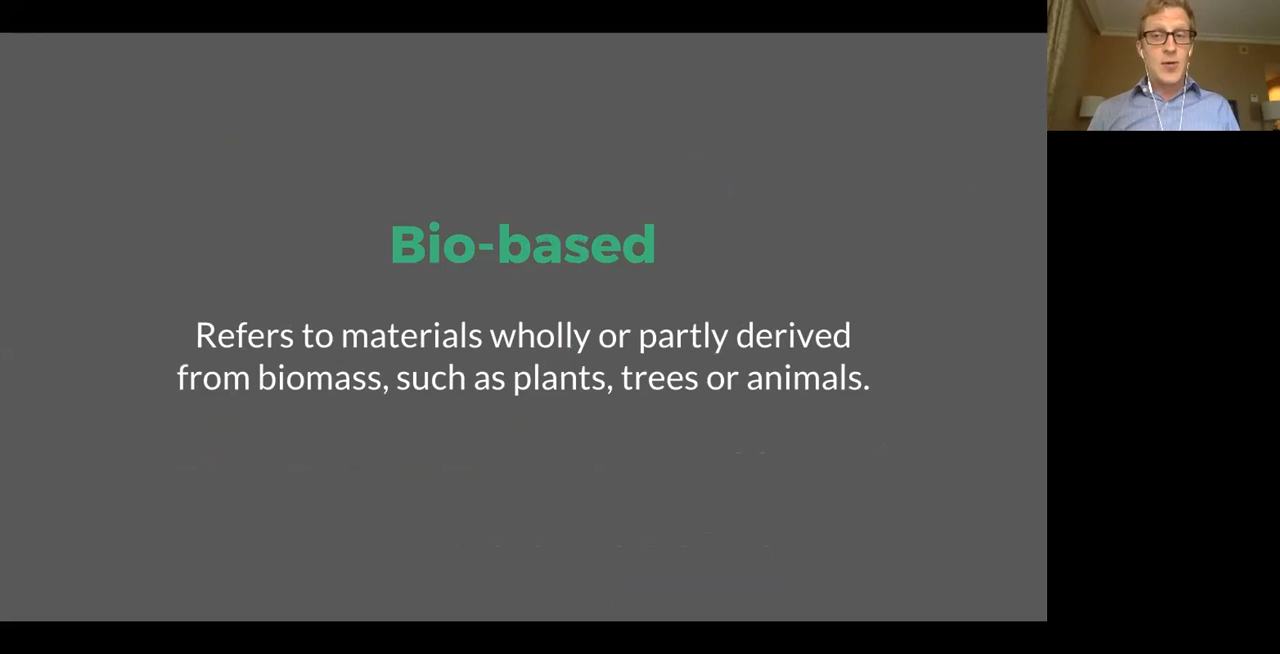 Bio-based
Refers to materials wholly or partly derived
from biomass, such as plants, trees or animals.